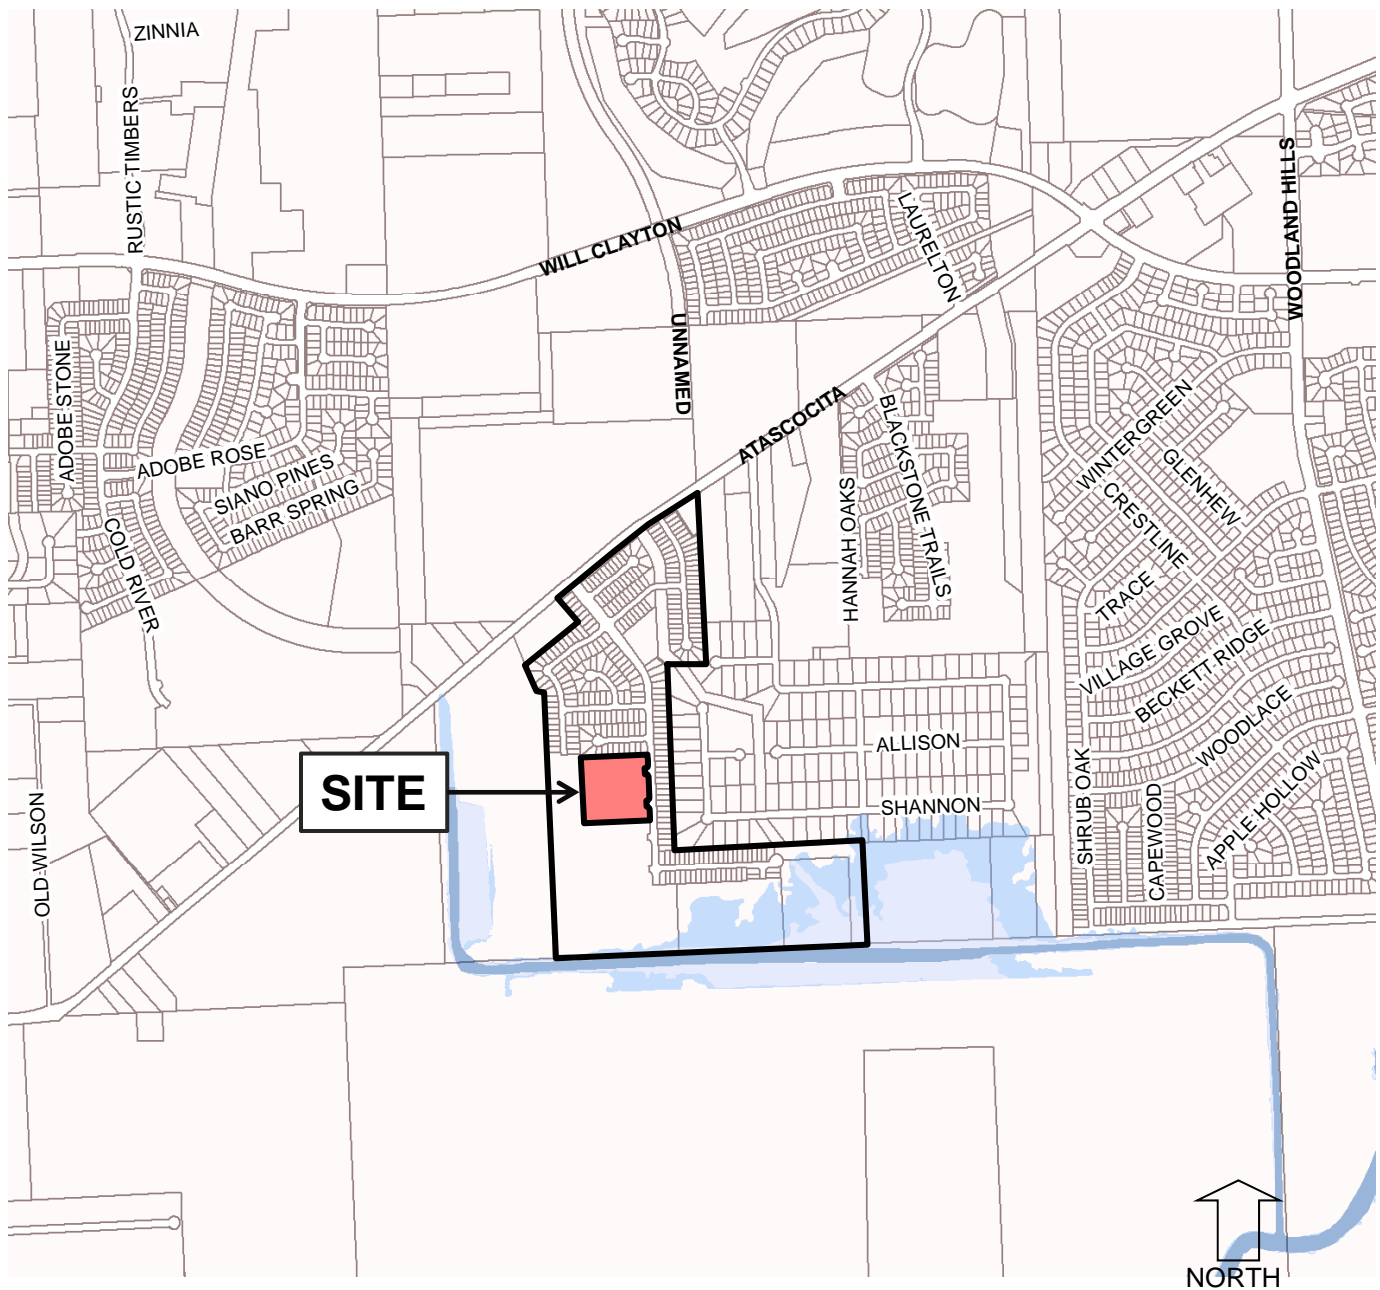 ZINNIA
RUSTIC TIMBERS
WOODLAND HILLS
LAURELTON
WILL CLAYTON
UNNAMED
ADOBE STONE
ATASCOCITA
BLACKSTONE TRAILS
WINTERGREEN
ADOBE ROSE
GLENHEW
SIANO PINES
CRESTLINE
BARR SPRING
HANNAH OAKS
COLD RIVER
TRACE
VILLAGE GROVE
BECKETT RIDGE
WOODLACE
ALLISON
SITE
SHANNON
SHRUB OAK
APPLE HOLLOW
CAPEWOOD
OLD WILSON
NORTH